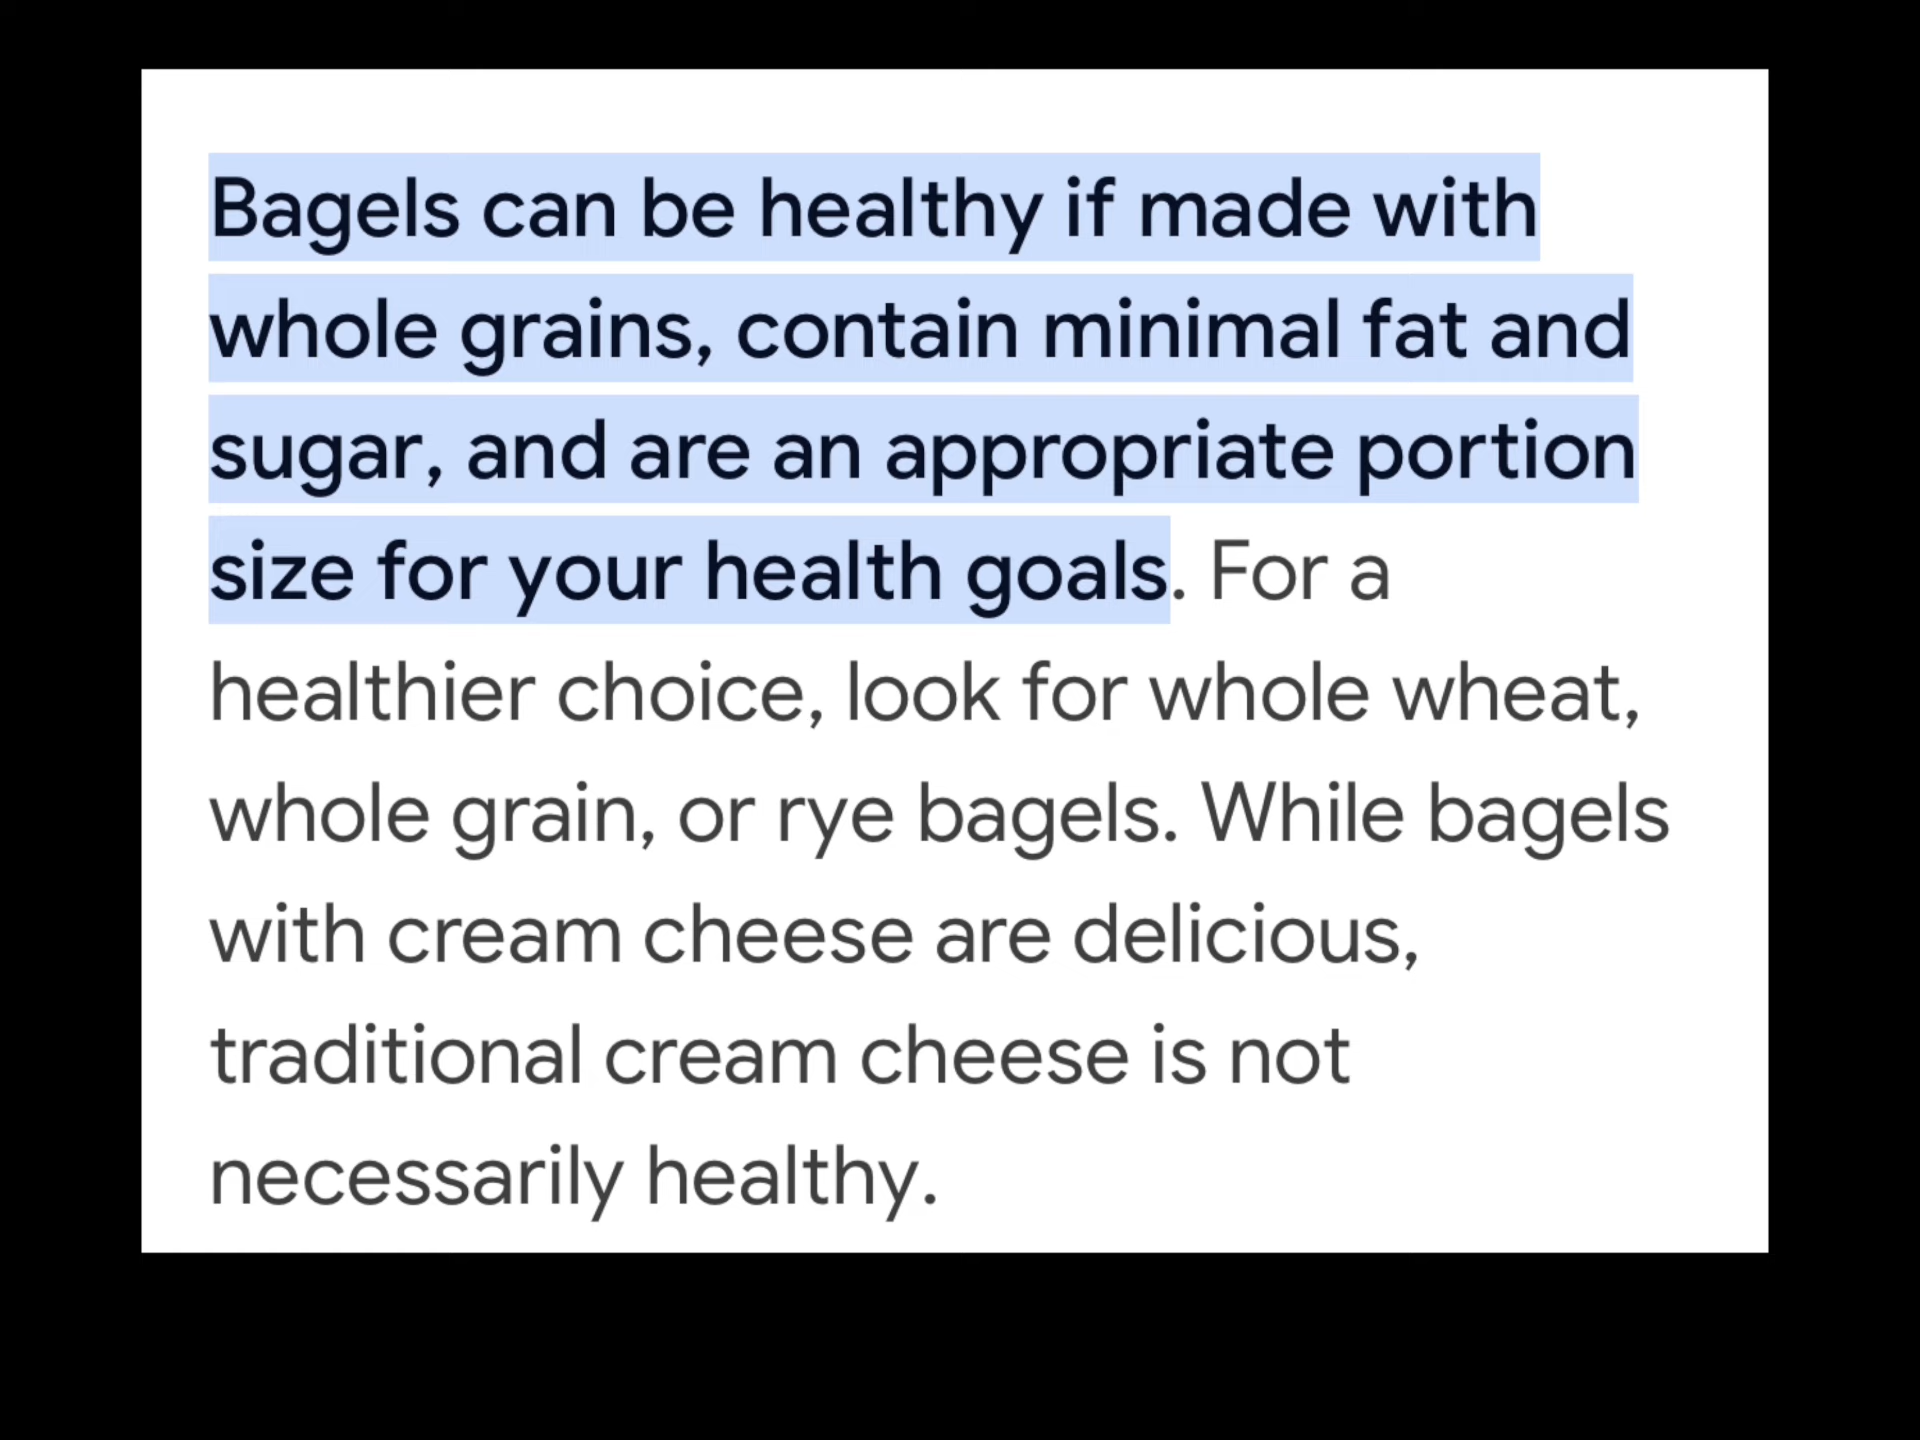 Bagels can be healthy if made with
whole grains, contain minimal fat and
sugar, and are an appropriate portion
size for your health goals. For a
healthier choice, look for whole wheat,
whole grain, or rye bagels. While bagels
with cream cheese are delicious,
traditional cream cheese is not
necessarily healthy.